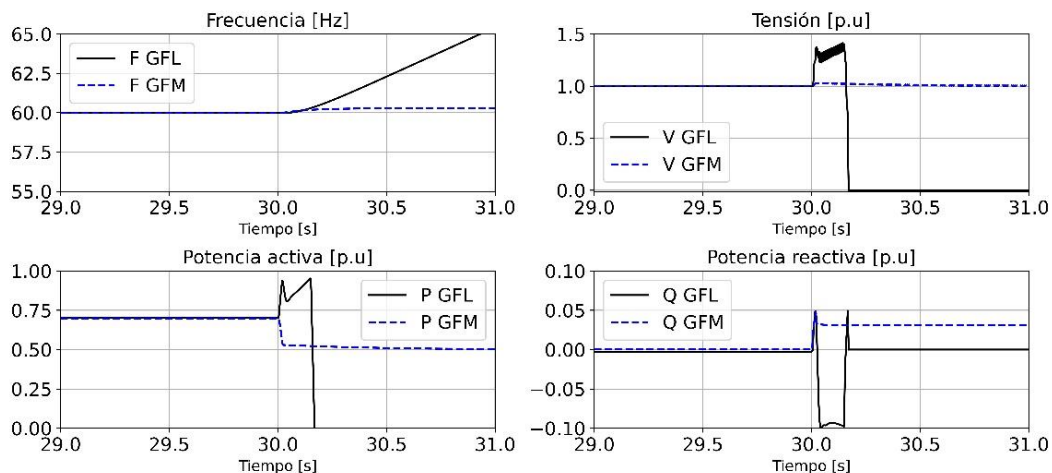 Frecuencia [Hz]
65.0
62.5
60.0
57.5
55.0
F GFL
F GFM
29.0 29.5 30.0 30.5 31.0
Tiempo [s]
Tensión [p.u]
1.5
1.0
0.5
0.0
V GFL
V GFM
29.0 29.5 30.0 30.5 31.0
Tiempo [s]
Potencia activa [p.u]
1.00
0.75
0.50
0.25
0.00
P GFL
P GFM
29.0 29.5 30.0 30.5 31.0
Tiempo [s]
Potencia reactiva [p.u]
0.10
0.05
0.00
−0.05
−0.10
Q GFL
Q GFM
29.0 29.5 30.0 30.5 31.0
Tiempo [s]